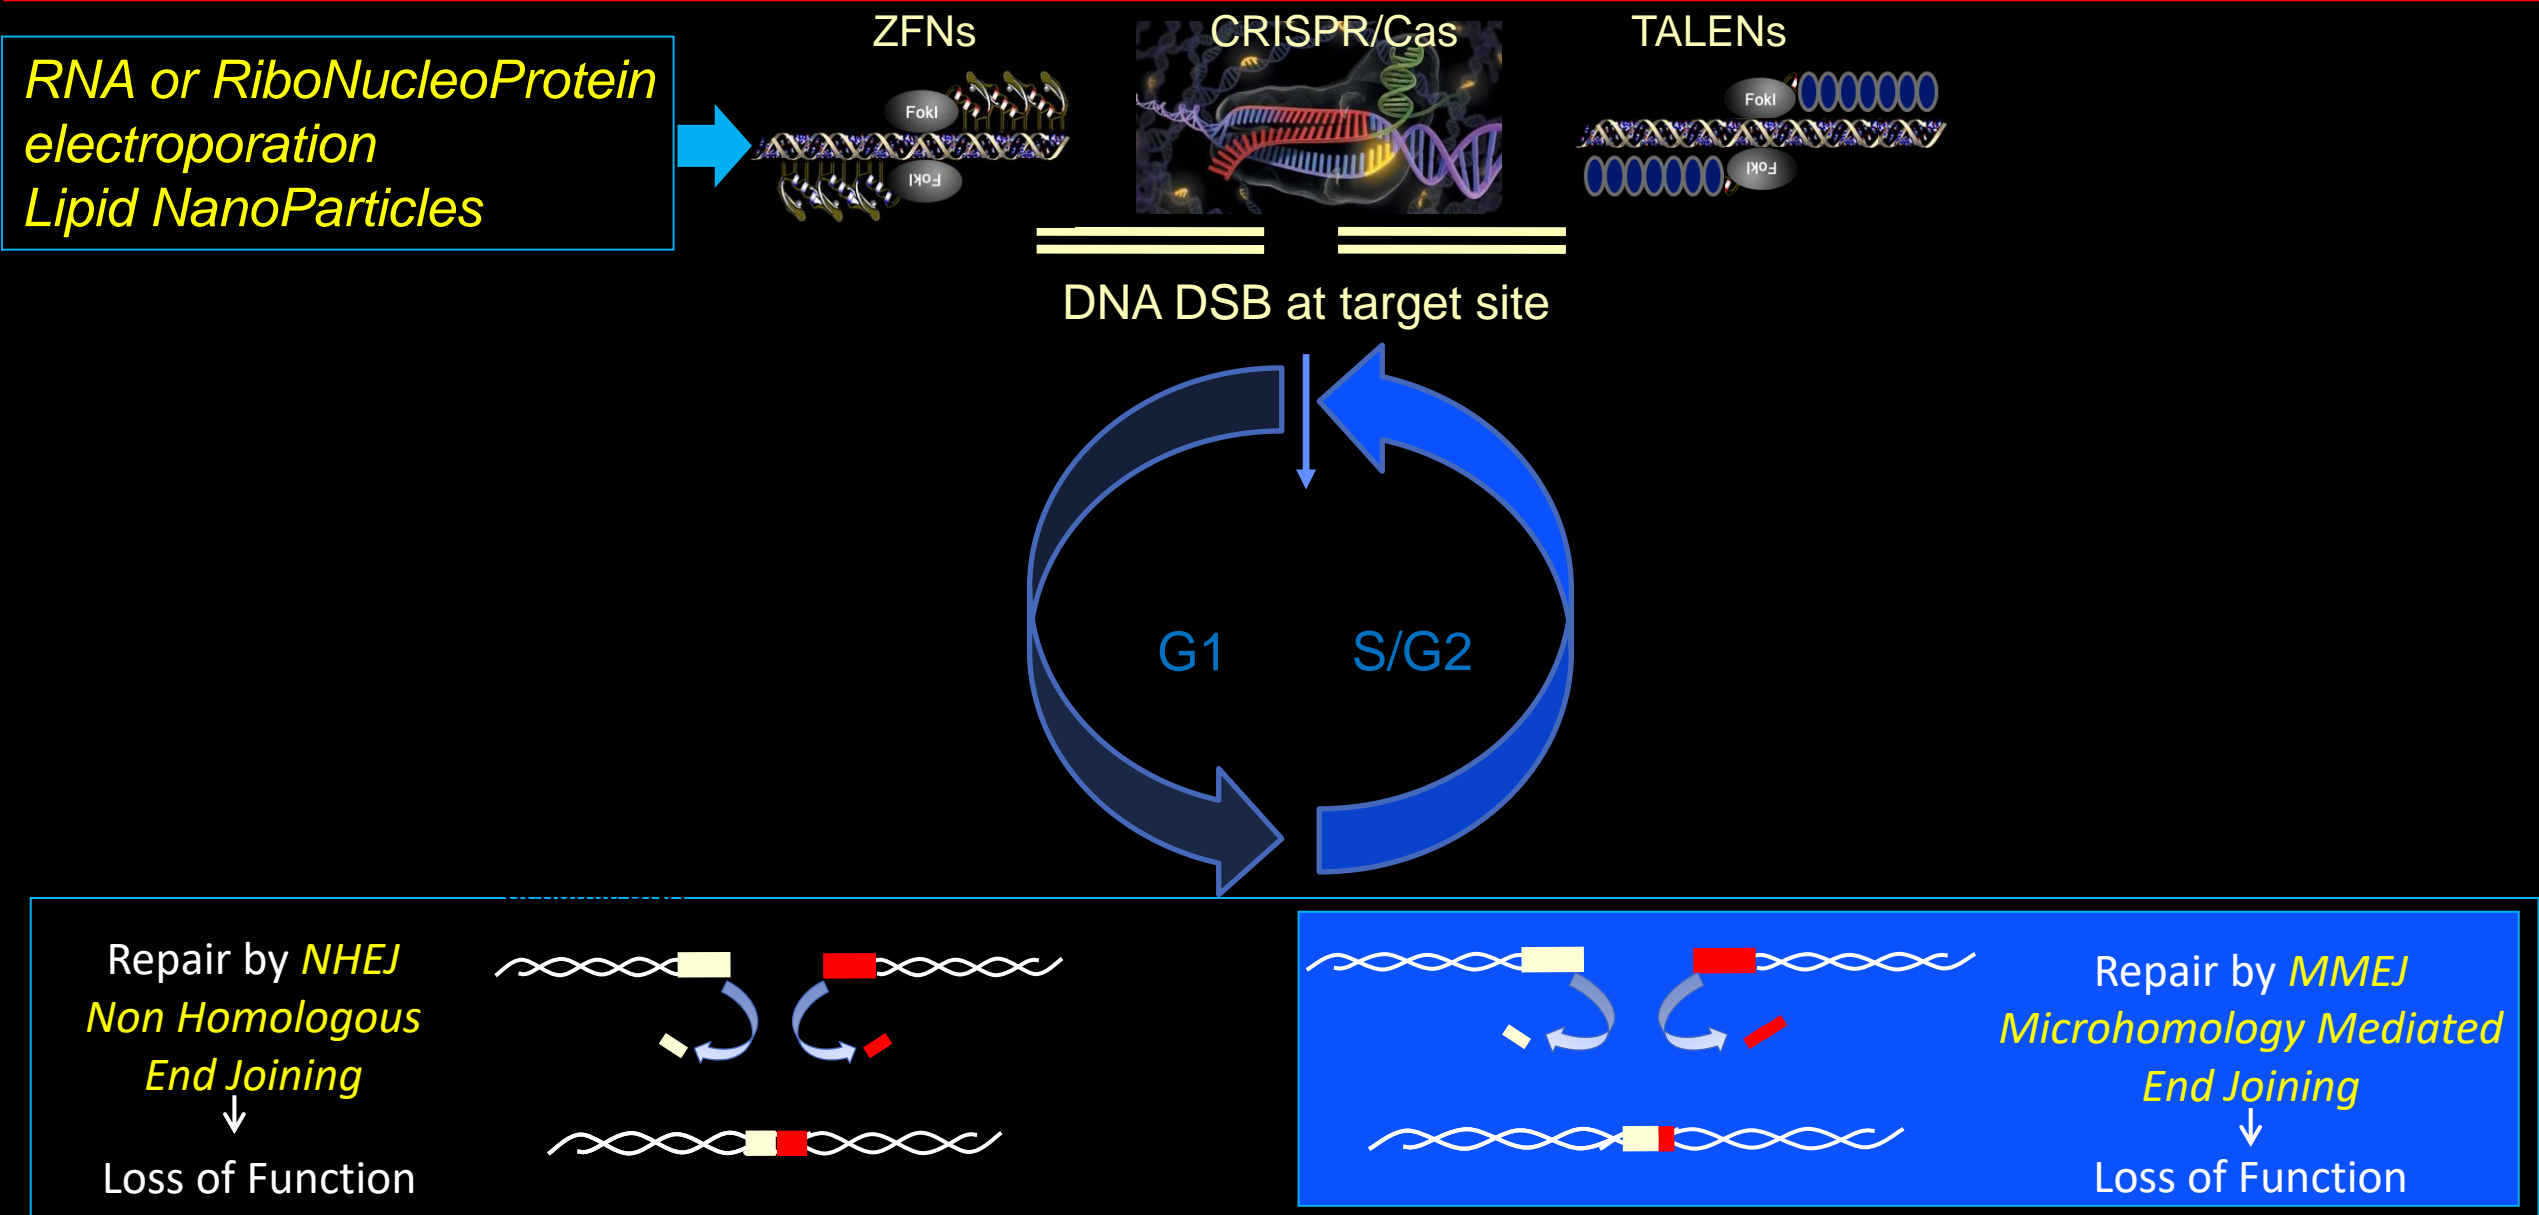 ZFNs
CRISPR/Cas
TALENs
RNA or RiboNucleoProtein
electroporation
Lipid NanoParticles
FokI
FokI
FokI
FokI
DNA DSB at target site
G1
S/G2
Repair by NHEJ
Non Homologous
End Joining
Loss of Function
Repair by MMEJ
Microhomology Mediated
End Joining
Loss of Function